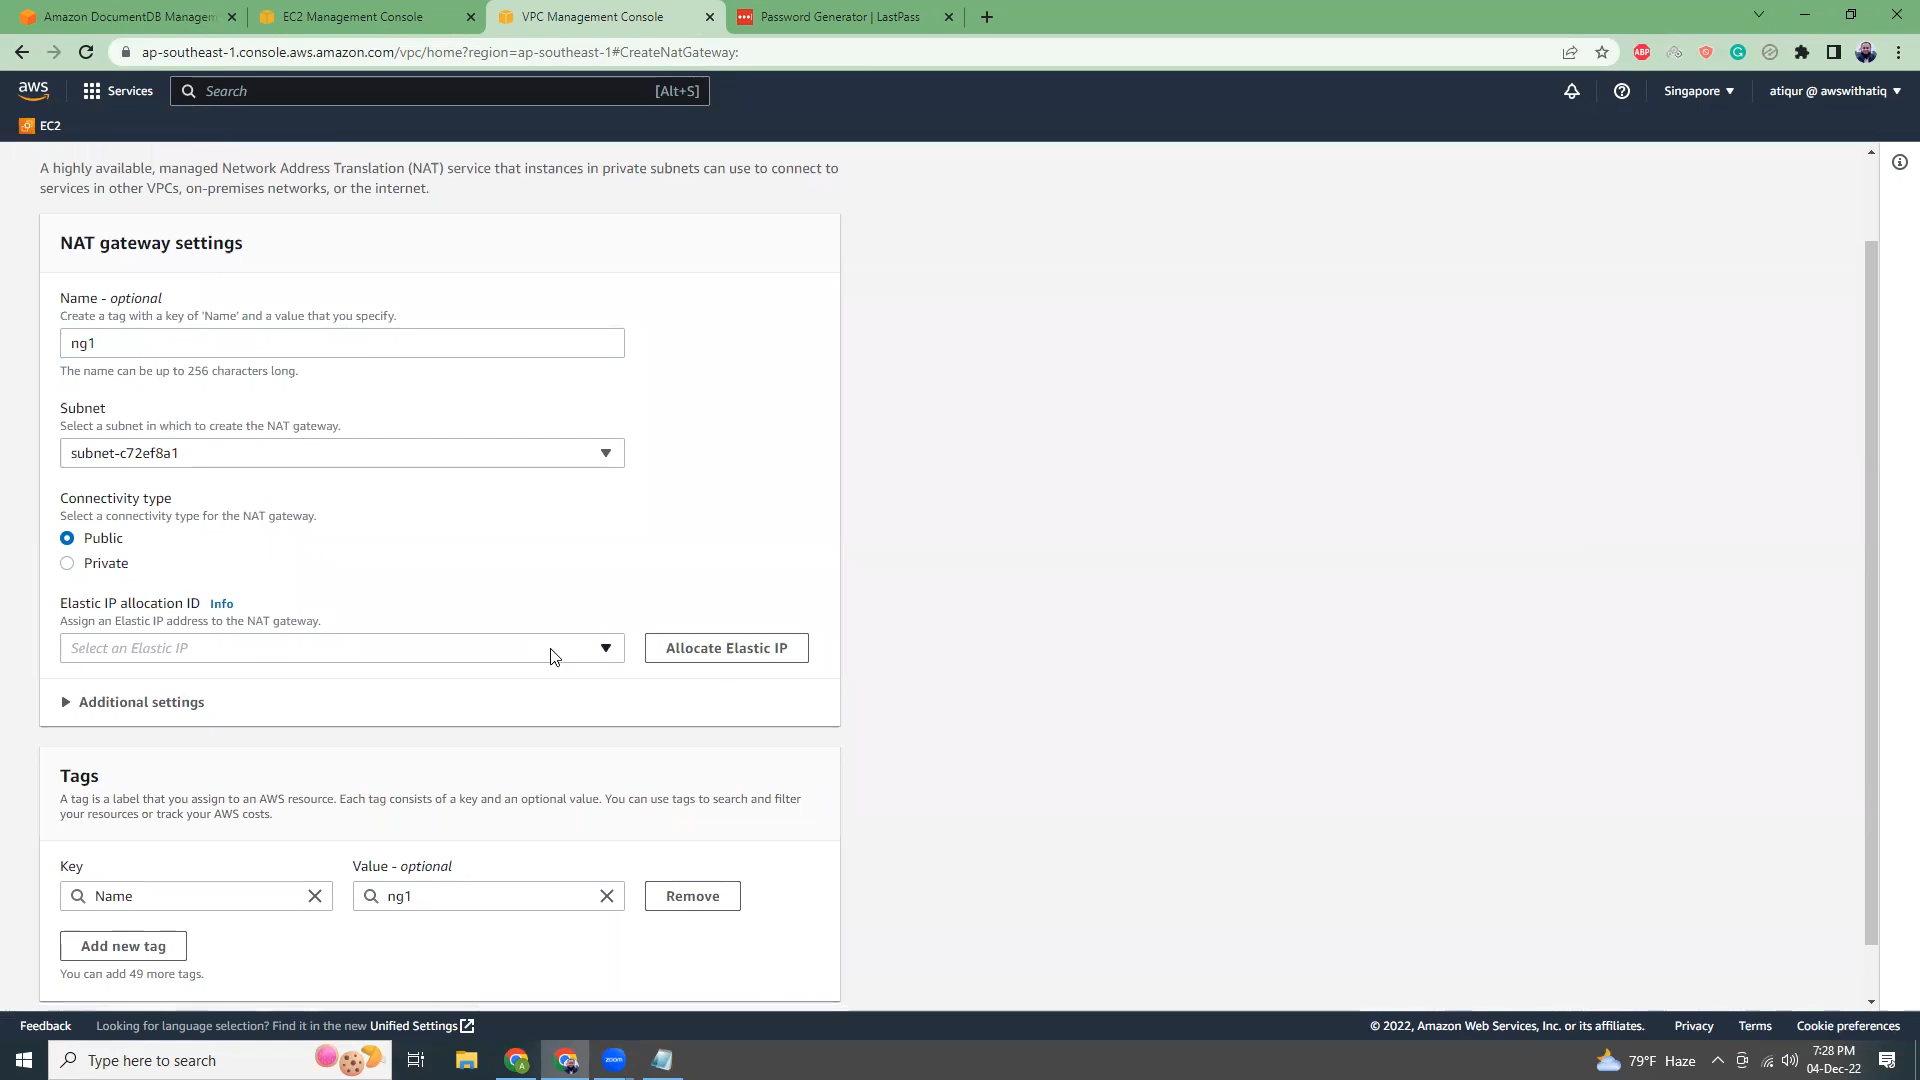 Amazon DocumentDB Managem
EC2 Management Console
VPC Management Console
Password Generator | LastPass
ap-southeast-1.console.aws.amazon.com/vpc/home?region=ap-southeast-1#CreateNatGateway:
ABP
aws
Services
Search
[Alt+S]
Singapore
atiqur @ awswithatiq
EC2
A highly available, managed Network Address Translation (NAT) service that instances in private subnets can use to connect to
services in other VPCs, on-premises networks, or the internet.
NAT gateway settings
Name - optional
Create a tag with a key of 'Name' and a value that you specify.
ng1
The name can be up to 256 characters long.
Subnet
Select a subnet in which to create the NAT gateway.
subnet-c72ef8a1
Connectivity type
Select a connectivity type for the NAT gateway.
Public
Private
Elastic IP allocation ID Info
Assign an Elastic IP address to the NAT gateway.
Select an Elastic IP
Allocate Elastic IP
Additional settings
Tags
A tag is a label that you assign to an AWS resource. Each tag consists of a key and an optional value. You can use tags to search and filter
your resources or track your AWS costs.
Key
Value - optional
Name
ng1
Remove
Add new tag
You can add 49 more tags.
Feedback
Looking for language selection? Find it in the new Unified Settings
© 2022, Amazon Web Services, Inc. or its affiliates.
Privacy
Terms
Cookie preferences
Type here to search
zoom
79°F Haze
7:28 PM
04-Dec-22